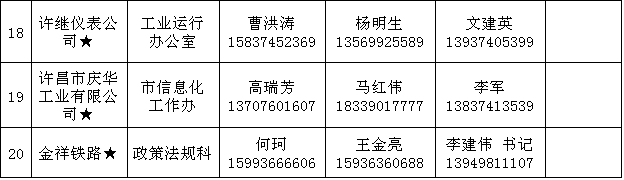 18 许继仪表公司★ 工业运行办公室 曹洪涛 15837452369 杨明生 13569925589 文建英 13937405399
19 许昌市庆华工业有限公司★ 市信息化工作办 高瑞芳 13707601607 马红伟 18339017777 李军 13837413539
20 金祥铁路★ 政策法规科 何珂 15993666606 王金亮 15936360688 李建伟 书记 13949811107